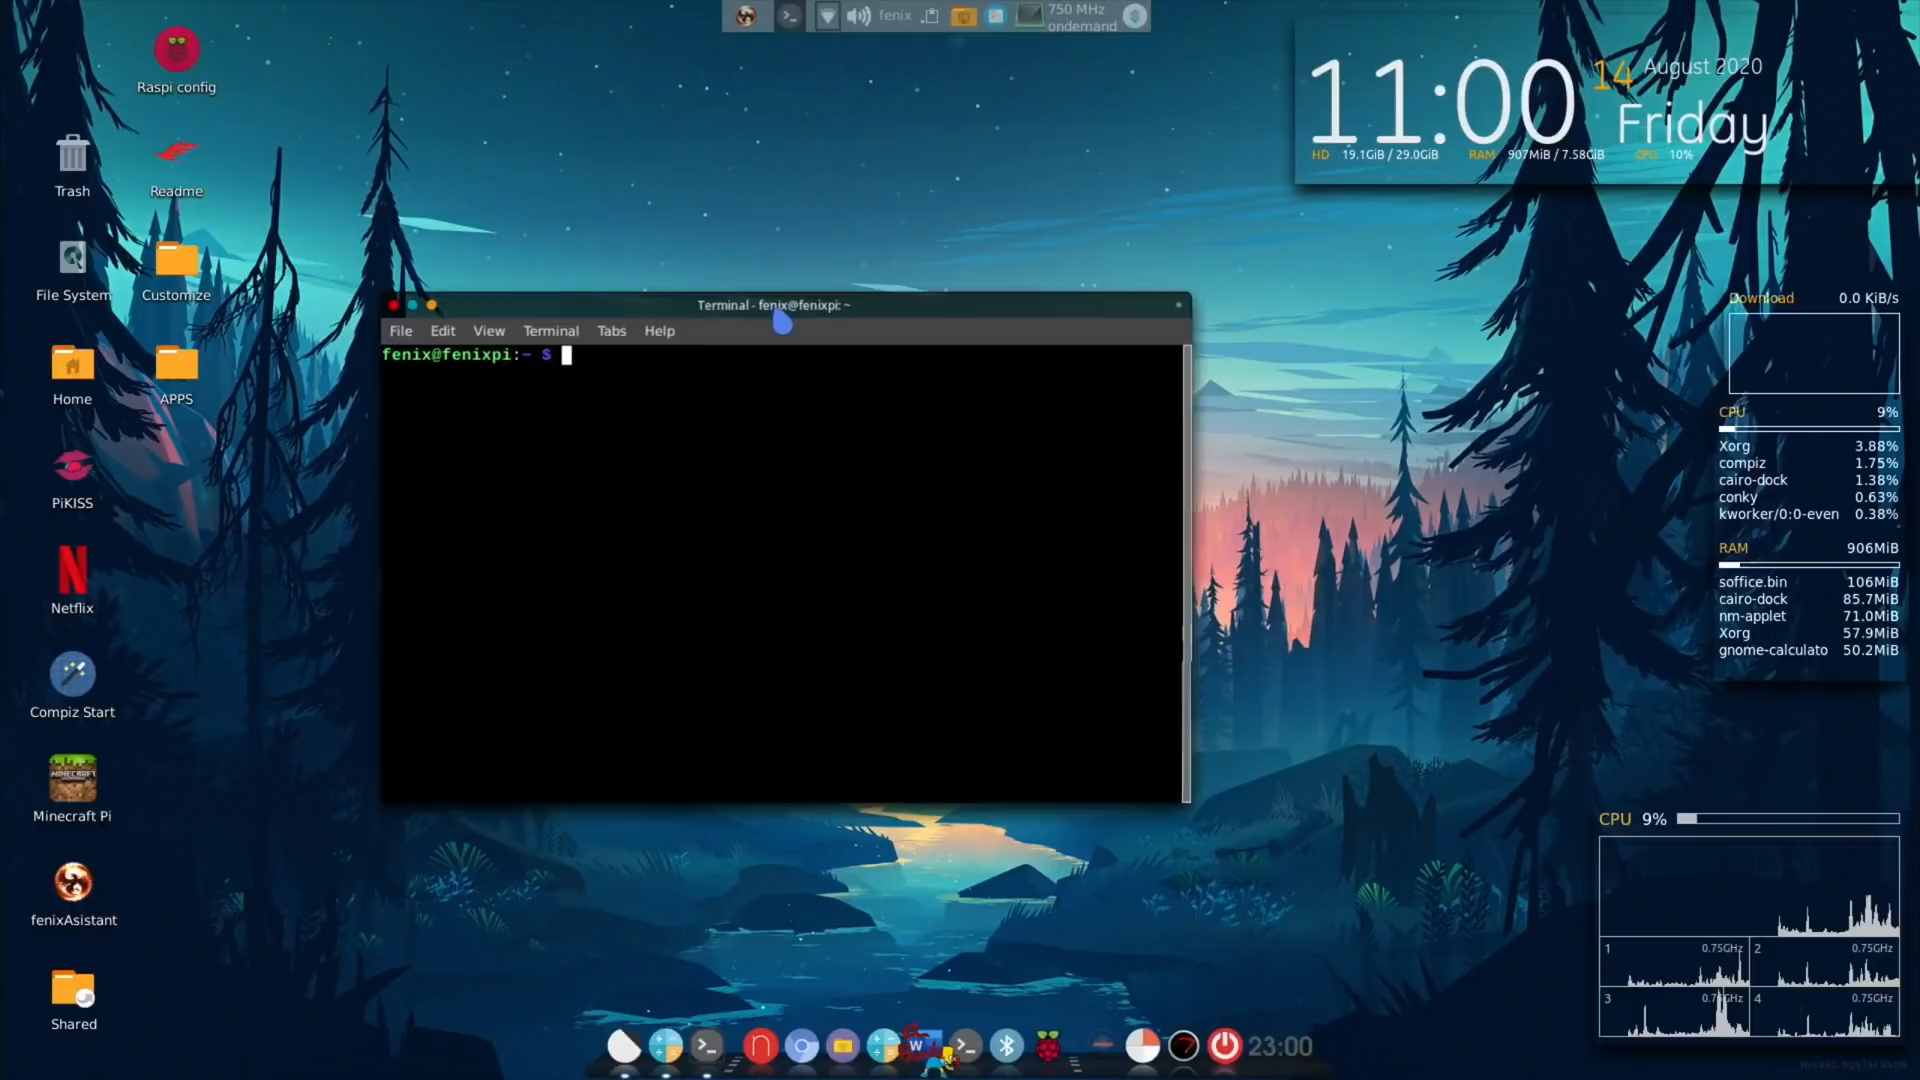 750 MHz
fenix
ondemand
Raspi config
11:00
14 August 2020
Friday
HD 19.1GiB / 29.0GiB RAM 907MiB / 7.58GiB CPU 10%
Trash
Readme
File System
Customize
Home
APPS
PiKISS
Netflix
Compiz Start
MINECRAFT
Minecraft Pi
fenixAsistant
Shared
Terminal - fenix@fenixpi: ~
File Edit View Terminal Tabs Help
fenix@fenixpi:~ $
Download 0.0 KiB/s
CPU 9%
Xorg 3.88%
compiz 1.75%
cairo-dock 1.38%
conky 0.63%
kworker/0:0-even 0.38%
RAM 906MiB
soffice.bin 106MiB
cairo-dock 85.7MiB
nm-applet 71.0MiB
Xorg 57.9MiB
gnome-calculato 50.2MiB
CPU 9%
1 0.75GHz 2 0.75GHz
3 0.75GHz 4 0.75GHz
W
23:00